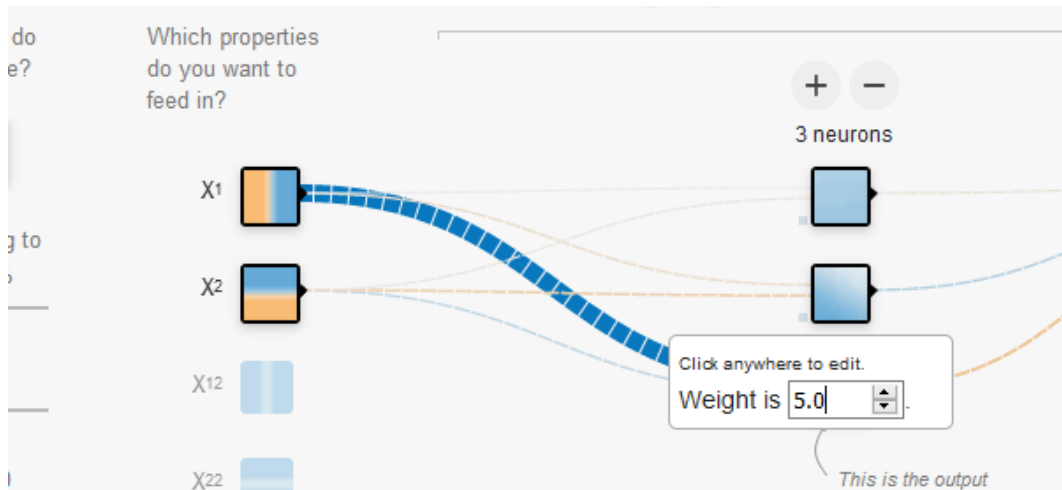 do
e?
Which properties
do you want to
feed in?
+ −
3 neurons
X1
g to
X2
Click anywhere to edit.
Weight is 5.0.
X12
X22
This is the output